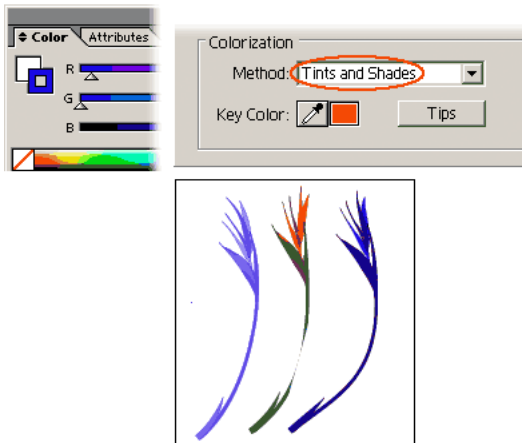 Color Attributes
R
G
B
Colorization
Method: Tints and Shades
Key Color: Tips